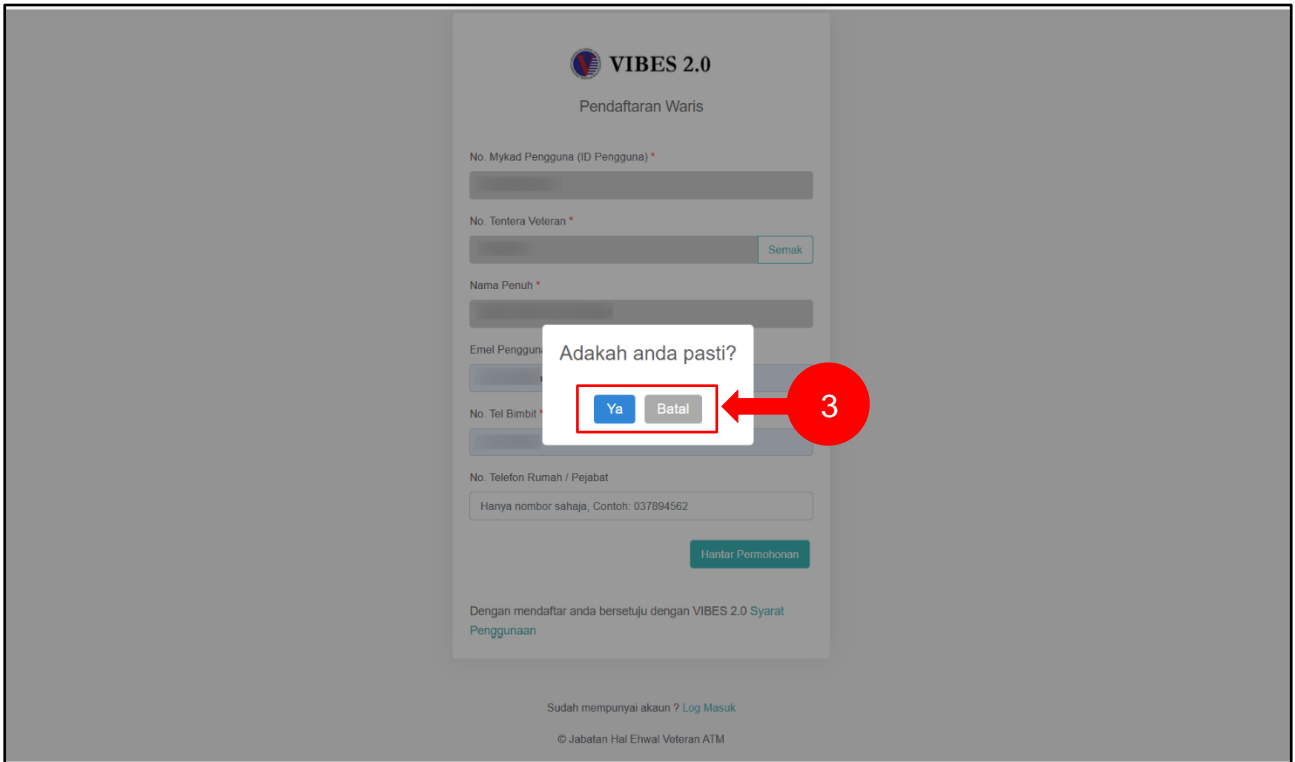 VIBES 2.0
Pendaftaran Waris
No. Mykad Pengguna (ID Pengguna) *
No. Tentera Veteran *
Semak
Nama Penuh *
Emel Pengguna
Adakah anda pasti?
Ya Batal
3
No. Tel Bimbit *
No. Telefon Rumah / Pejabat
Hanya nombor sahaja, Contoh: 037894562
Hantar Permohonan
Dengan mendaftar anda bersetuju dengan VIBES 2.0 Syarat
Penggunaan
Sudah mempunyai akaun ? Log Masuk
© Jabatan Hal Ehwal Veteran ATM